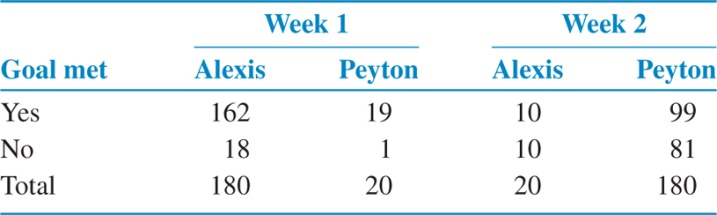 Week 1 Week 2
Goal met Alexis Peyton Alexis Peyton
Yes 162 19 10 99
No 18 1 10 81
Total 180 20 20 180